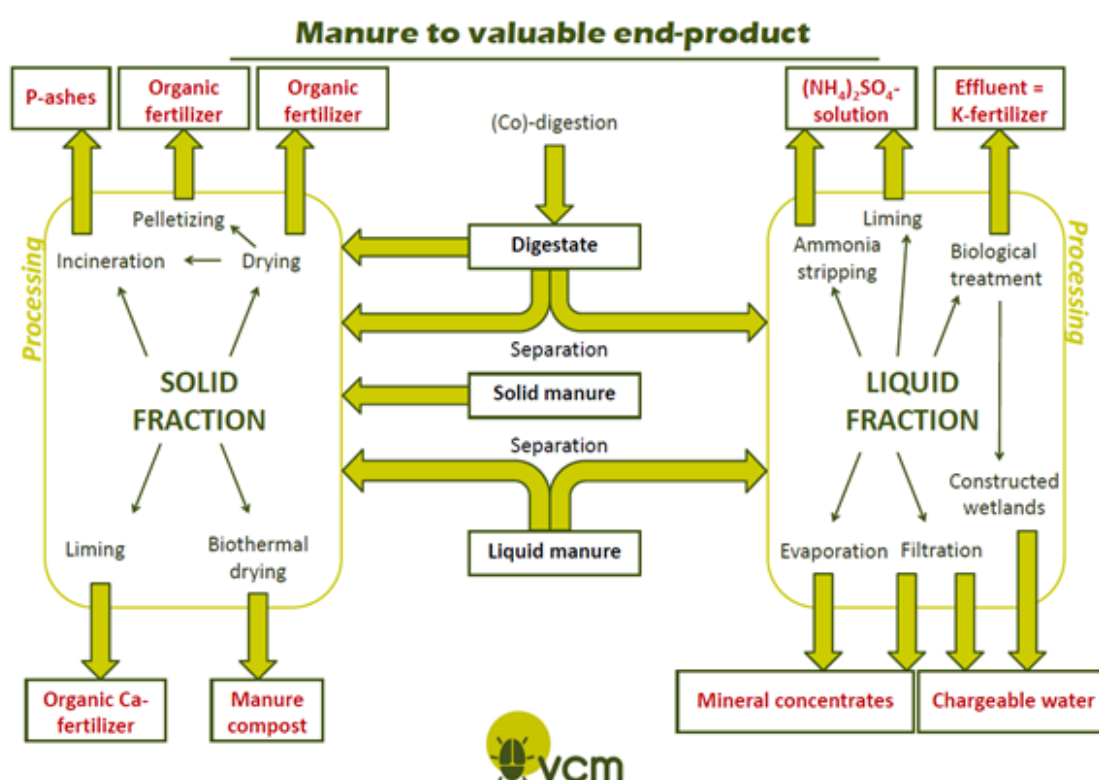 Manure to valuable end-product
P-ashes
Organic
fertilizer
Organic
fertilizer
(Co)-digestion
(NH₄)₂SO₄-
solution
Effluent =
K-fertilizer
Processing
Pelletizing
Incineration
Drying
SOLID
FRACTION
Liming
Biothermal
drying
Organic Ca-
fertilizer
Manure
compost
Digestate
Separation
Solid manure
Separation
Liquid manure
Liming
Ammonia
stripping
Biological
treatment
Processing
LIQUID
FRACTION
Constructed
wetlands
Evaporation
Filtration
Mineral concentrates
Chargeable water
vcm